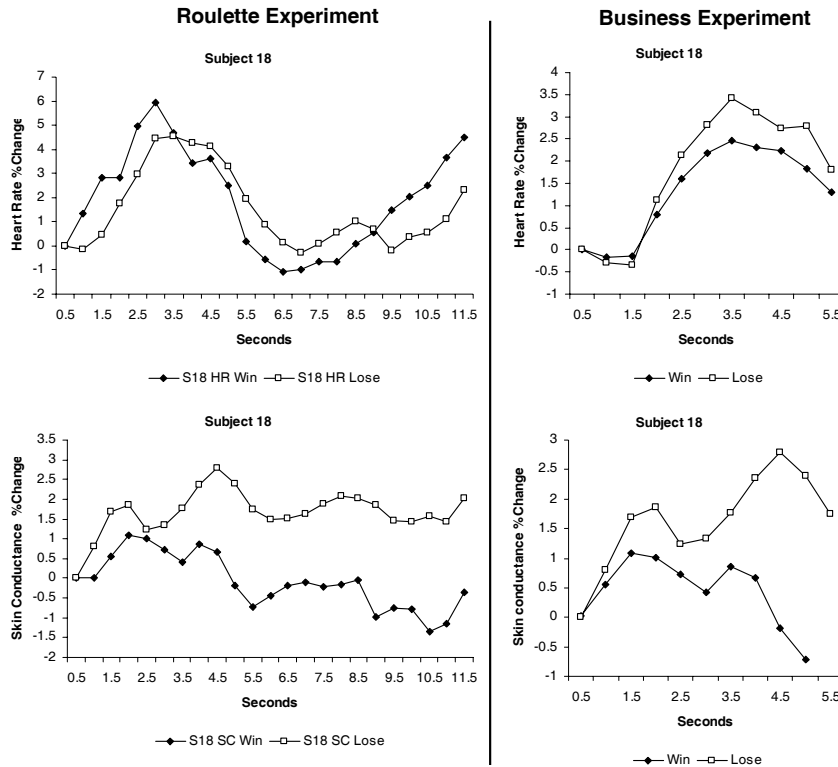 Roulette Experiment
Subject 18
Heart Rate %Change
7
6
5
4
3
2
1
0
-1
-2
0.5 1.5 2.5 3.5 4.5 5.5 6.5 7.5 8.5 9.5 10.5 11.5
Seconds
S18 HR Win S18 HR Lose
Subject 18
Skin Conductance %Change
3.5
3
2.5
2
1.5
1
0.5
0
-0.5
-1
-1.5
-2
0.5 1.5 2.5 3.5 4.5 5.5 6.5 7.5 8.5 9.5 10.5 11.5
Seconds
S18 SC Win S18 SC Lose
Business Experiment
Subject 18
Heart Rate %Change
4
3.5
3
2.5
2
1.5
1
0.5
0
-0.5
-1
0.5 1.5 2.5 3.5 4.5 5.5
Seconds
Win Lose
Subject 18
Skin conductance %Change
3
2.5
2
1.5
1
0.5
0
-0.5
-1
0.5 1.5 2.5 3.5 4.5 5.5
Seconds
Win Lose